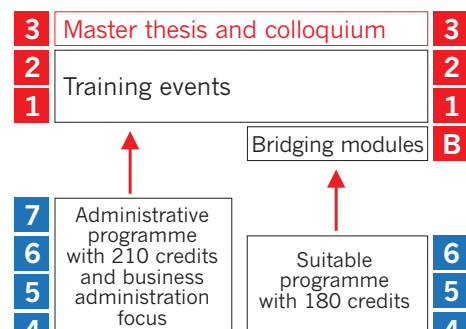 3 Master thesis and colloquium 3
2 Training events 2
1 1
Bridging modules B
7 Administrative
programme
6 with 210 credits Suitable 6
and business programme
5 administration with 180 credits 5
4 focus 4